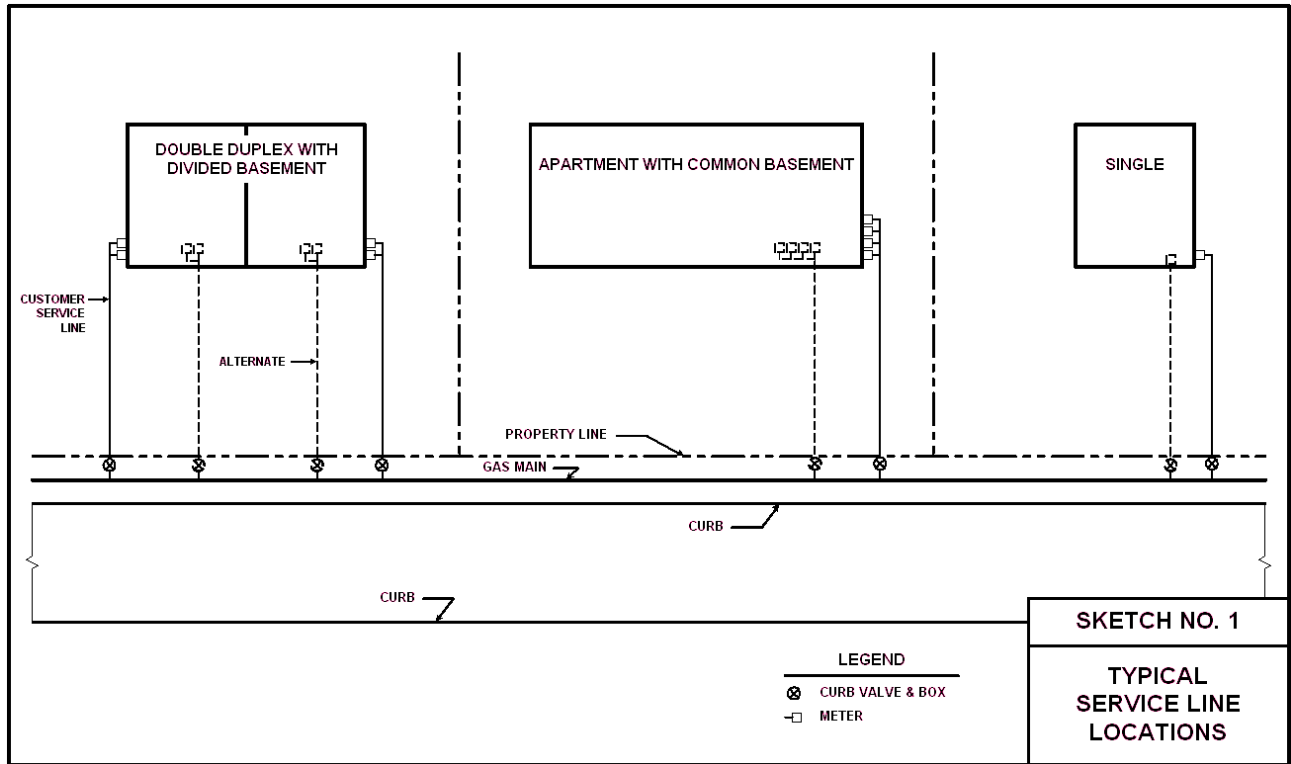 DOUBLE DUPLEX WITH
DIVIDED BASEMENT
APARTMENT WITH COMMON BASEMENT
SINGLE
CUSTOMER
SERVICE
LINE
ALTERNATE
PROPERTY LINE
GAS MAIN
CURB
CURB
LEGEND
CURB VALVE & BOX
METER
SKETCH NO. 1
TYPICAL
SERVICE LINE
LOCATIONS